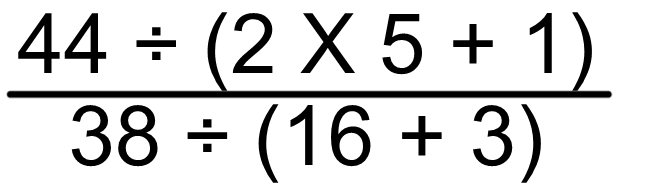 44 ÷ (2 X 5 + 1)
38 ÷ (16 + 3)